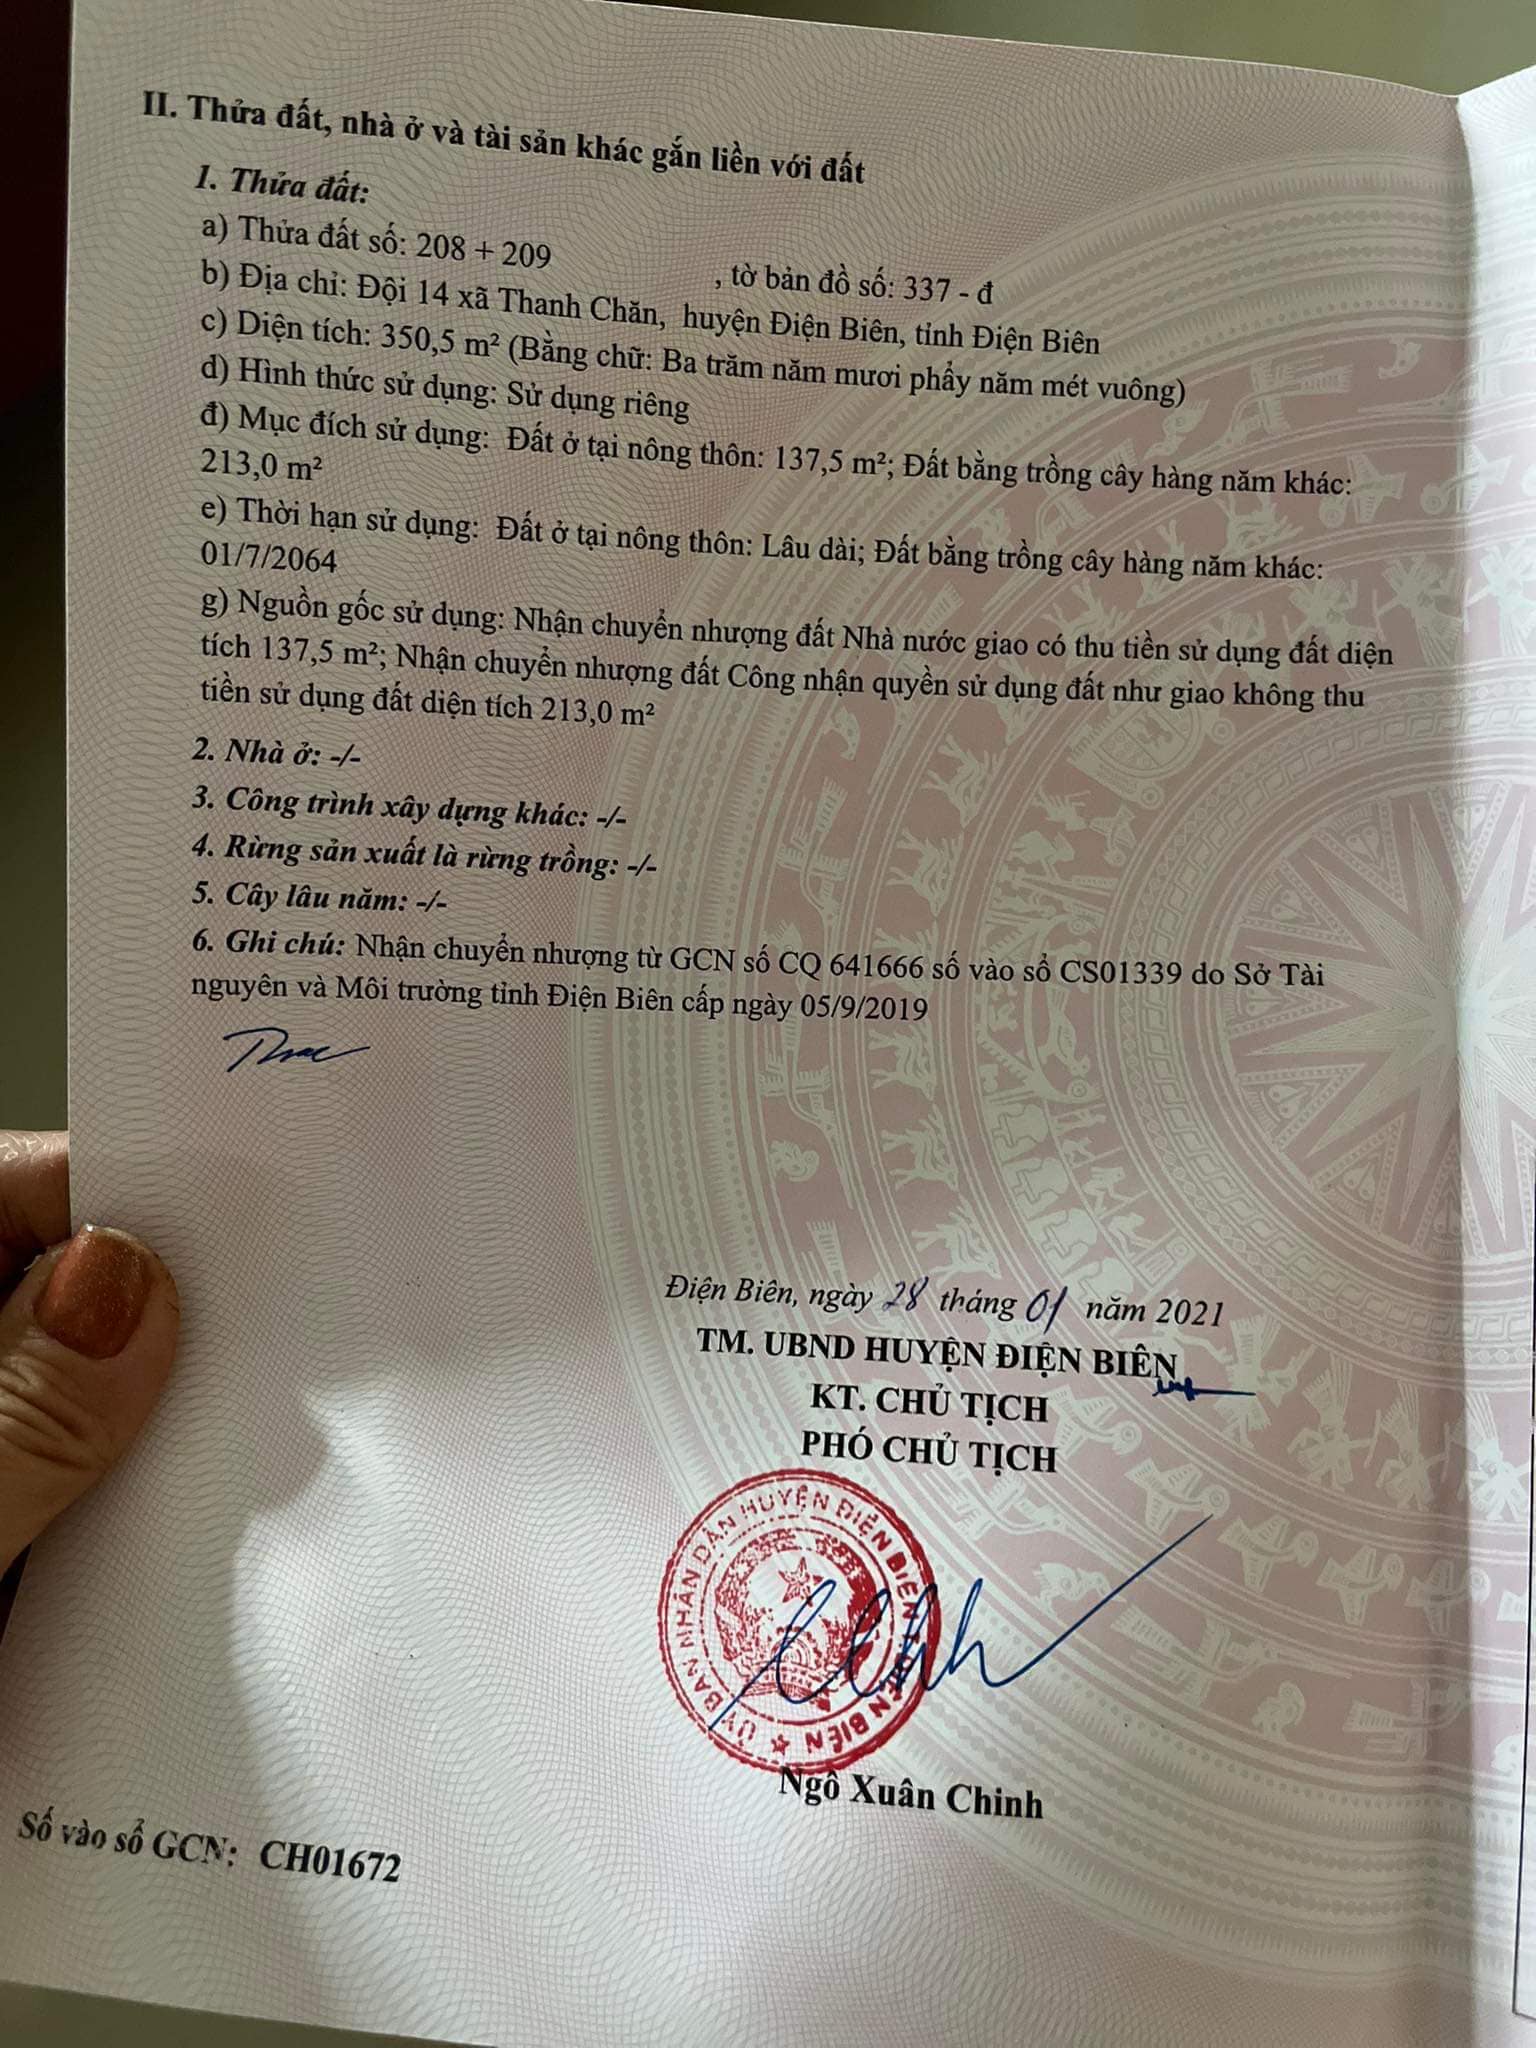 II. Thửa đất, nhà ở và tài sản khác gắn liền với đất
1. Thửa đất:
a) Thửa đất số: 208 + 209 , tờ bản đồ số: 337 - đ
b) Địa chỉ: Đội 14 xã Thanh Chăn, huyện Điện Biên, tỉnh Điện Biên
c) Diện tích: 350,5 m² (Bằng chữ: Ba trăm năm mươi phẩy năm mét vuông)
d) Hình thức sử dụng: Sử dụng riêng
đ) Mục đích sử dụng: Đất ở tại nông thôn: 137,5 m²; Đất bằng trồng cây hàng năm khác:
213,0 m²
e) Thời hạn sử dụng: Đất ở tại nông thôn: Lâu dài; Đất bằng trồng cây hàng năm khác:
01/7/2064
g) Nguồn gốc sử dụng: Nhận chuyển nhượng đất Nhà nước giao có thu tiền sử dụng đất diện
tích 137,5 m²; Nhận chuyển nhượng đất Công nhận quyền sử dụng đất như giao không thu
tiền sử dụng đất diện tích 213,0 m²
2. Nhà ở: -/-
3. Công trình xây dựng khác: -/-
4. Rừng sản xuất là rừng trồng: -/-
5. Cây lâu năm: -/-
6. Ghi chú: Nhận chuyển nhượng từ GCN số CQ 641666 số vào sổ CS01339 do Sở Tài
nguyên và Môi trường tỉnh Điện Biên cấp ngày 05/9/2019
Điện Biên, ngày 28 tháng 01 năm 2021
TM. UBND HUYỆN ĐIỆN BIÊN
KT. CHỦ TỊCH
PHÓ CHỦ TỊCH
ỦY BAN NHÂN DÂN HUYỆN ĐIỆN BIÊN ĐIỆN BIÊN
Ngô Xuân Chinh
Số vào sổ GCN: CH01672